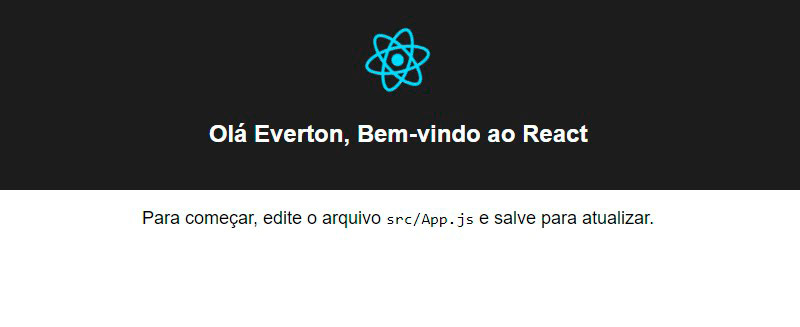 Olá Everton, Bem-vindo ao React
Para começar, edite o arquivo src/App.js e salve para atualizar.